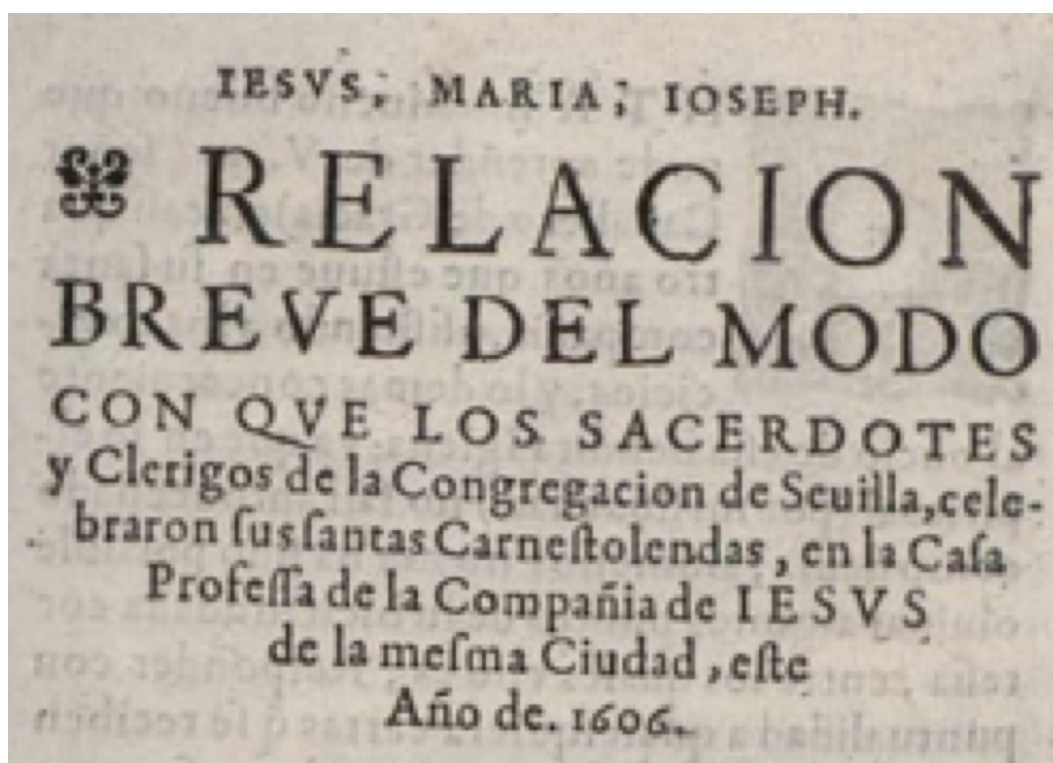 IESVS; MARIA; IOSEPH.
RELACION
BREVE DEL MODO
CON QVE LOS SACERDOTES
y Clerigos de la Congregacion de Seuilla, cele-
braron ſus ſantas Carneſtolendas, en la Caſa
Profeſſa de la Compañia de IESVS
de la meſma Ciudad, eſte
Año de. 1606.